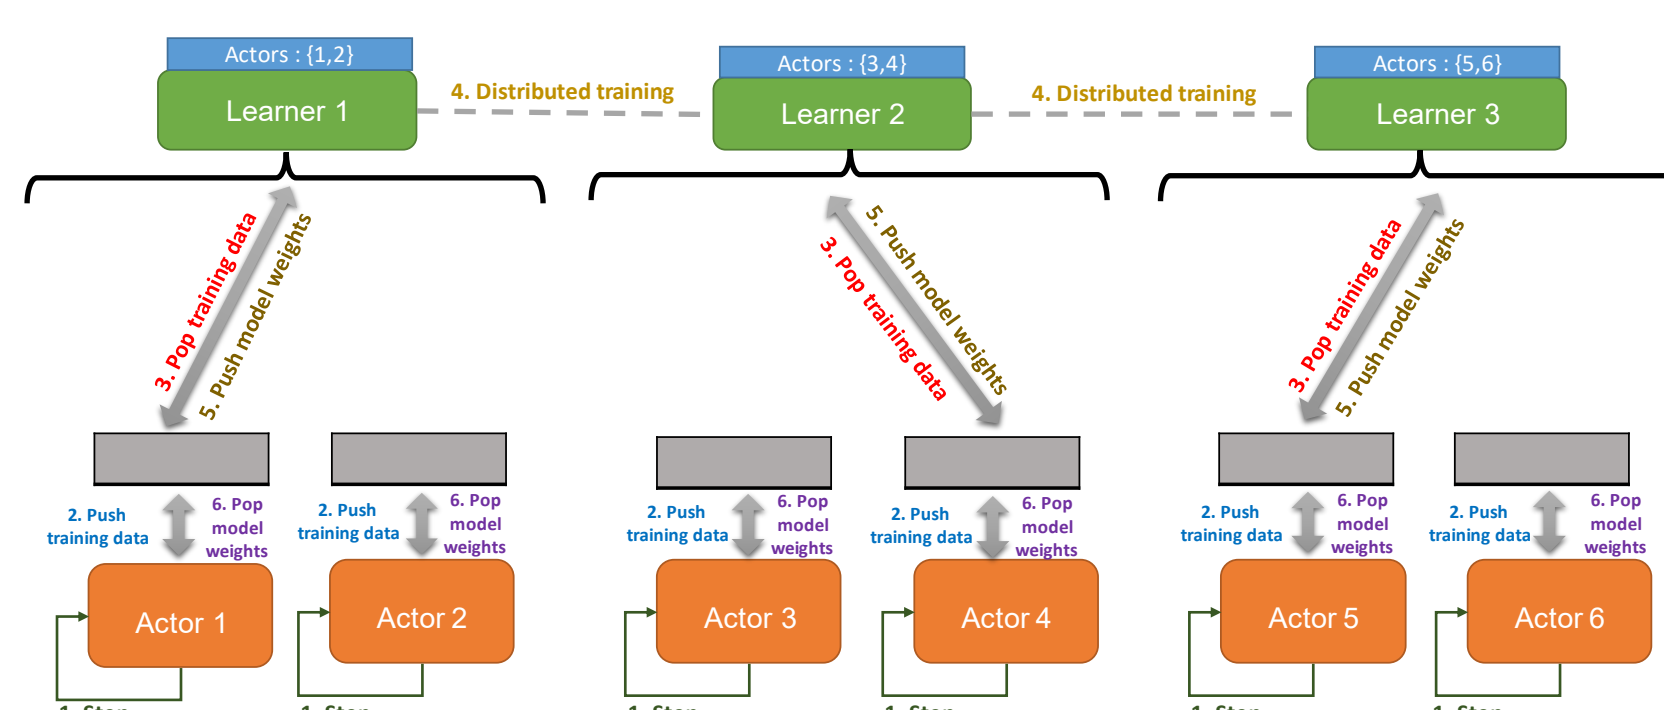 Actors : {1,2}
Actors : {3,4}
Actors : {5,6}
Learner 1
4. Distributed training
Learner 2
4. Distributed training
Learner 3
3. Pop training data
5. Push model weights
5. Push model weights
3. Pop training data
3. Pop training data
5. Push model weights
2. Push
training data
6. Pop
model
weights
2. Push
training data
6. Pop
model
weights
2. Push
training data
6. Pop
model
weights
2. Push
training data
6. Pop
model
weights
2. Push
training data
6. Pop
model
weights
2. Push
training data
6. Pop
model
weights
Actor 1
Actor 2
Actor 3
Actor 4
Actor 5
Actor 6